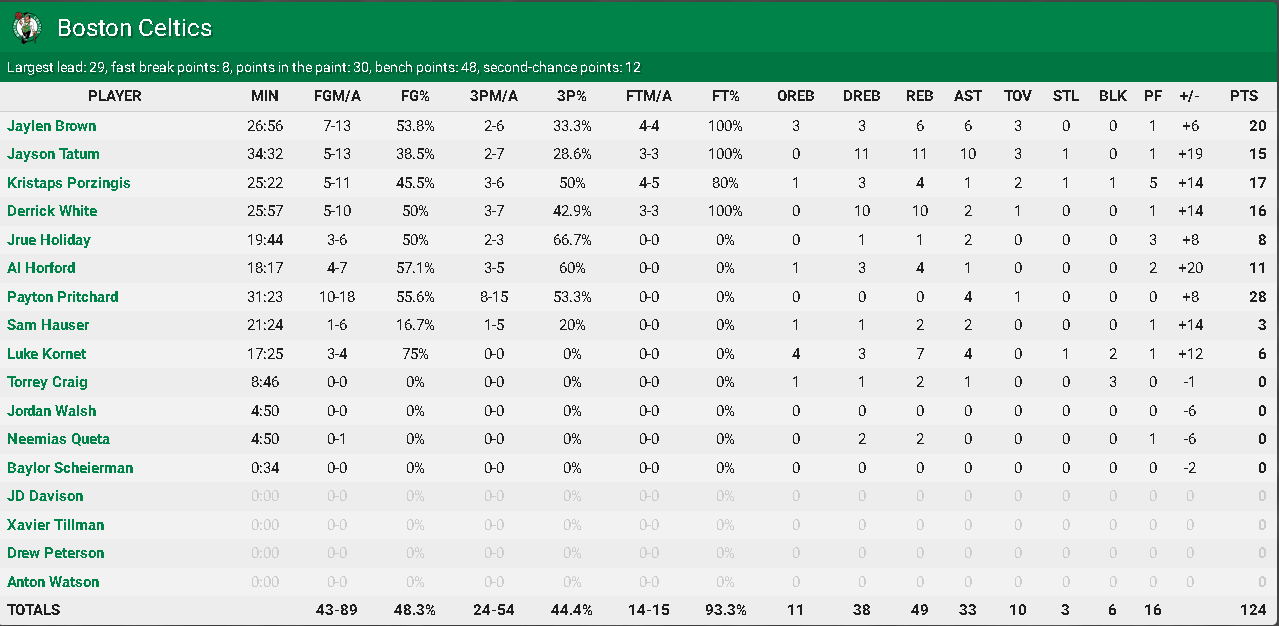 Boston Celtics
Largest lead: 29, fast break points: 8, points in the paint: 30, bench points: 48, second-chance points: 12
PLAYER MIN FGM/A FG% 3PM/A 3P% FTM/A FT% OREB DREB REB AST TOV STL BLK PF +/- PTS
Jaylen Brown 26:56 7-13 53.8% 2-6 33.3% 4-4 100% 3 3 6 6 3 0 0 1 +6 20
Jayson Tatum 34:32 5-13 38.5% 2-7 28.6% 3-3 100% 0 11 11 10 3 1 0 1 +19 15
Kristaps Porzingis 25:22 5-11 45.5% 3-6 50% 4-5 80% 1 3 4 1 2 1 1 5 +14 17
Derrick White 25:57 5-10 50% 3-7 42.9% 3-3 100% 0 10 10 2 1 0 0 1 +14 16
Jrue Holiday 19:44 3-6 50% 2-3 66.7% 0-0 0% 0 1 1 2 0 0 0 3 +8 8
Al Horford 18:17 4-7 57.1% 3-5 60% 0-0 0% 1 3 4 1 0 0 0 2 +20 11
Payton Pritchard 31:23 10-18 55.6% 8-15 53.3% 0-0 0% 0 0 0 4 1 0 0 0 +8 28
Sam Hauser 21:24 1-6 16.7% 1-5 20% 0-0 0% 1 1 2 2 0 0 0 1 +14 3
Luke Kornet 17:25 3-4 75% 0-0 0% 0-0 0% 4 3 7 4 0 1 2 1 +12 6
Torrey Craig 8:46 0-0 0% 0-0 0% 0-0 0% 1 1 2 1 0 0 3 0 -1 0
Jordan Walsh 4:50 0-0 0% 0-0 0% 0-0 0% 0 0 0 0 0 0 0 0 -6 0
Neemias Queta 4:50 0-1 0% 0-0 0% 0-0 0% 0 2 2 0 0 0 0 1 -6 0
Baylor Scheierman 0:34 0-0 0% 0-0 0% 0-0 0% 0 0 0 0 0 0 0 0 -2 0
JD Davison 0:00 0-0 0% 0-0 0% 0-0 0% 0 0 0 0 0 0 0 0 0 0
Xavier Tillman 0:00 0-0 0% 0-0 0% 0-0 0% 0 0 0 0 0 0 0 0 0 0
Drew Peterson 0:00 0-0 0% 0-0 0% 0-0 0% 0 0 0 0 0 0 0 0 0 0
Anton Watson 0:00 0-0 0% 0-0 0% 0-0 0% 0 0 0 0 0 0 0 0 0 0
TOTALS 43-89 48.3% 24-54 44.4% 14-15 93.3% 11 38 49 33 10 3 6 16 124